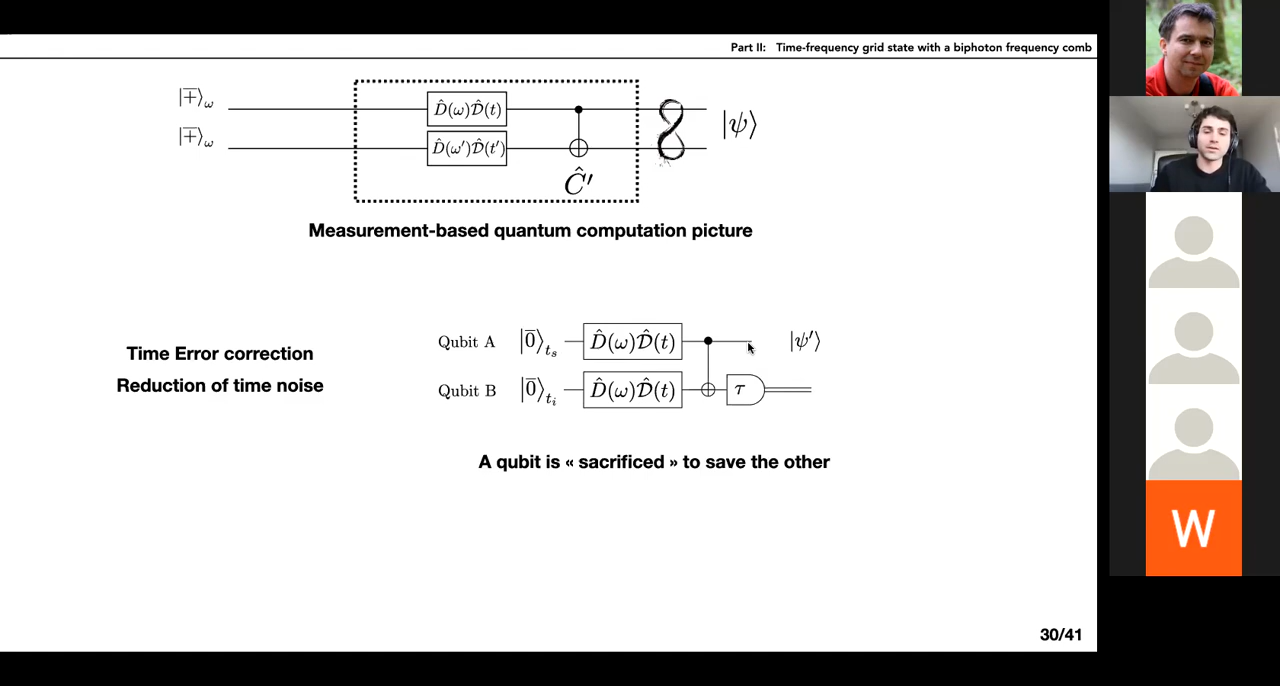 Part II: Time-frequency grid state with a biphoton frequency comb
|∓̅⟩ω
D̂(ω)𝒟̂(t)
|ψ⟩
|∓̅⟩ω
D̂(ω′)𝒟̂(t′)
Ĉ′
Measurement-based quantum computation picture
Time Error correction
Reduction of time noise
Qubit A |0̅⟩ts D̂(ω)𝒟̂(t) |ψ′⟩
Qubit B |0̅⟩ti D̂(ω)𝒟̂(t) τ
A qubit is « sacrificed » to save the other
30/41
W